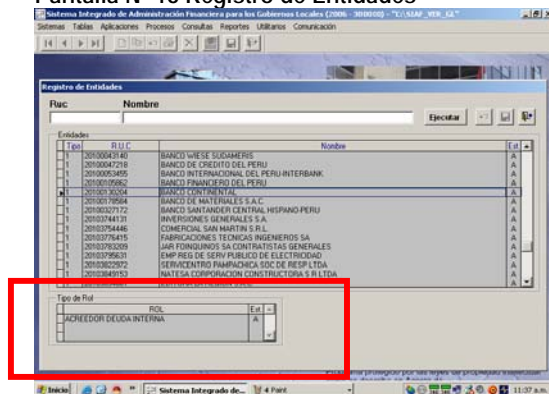 Pantalla Nº 43 Registro de Entidades
Sistema Integrado de Administración Financiera para los Gobiernos Locales (2006 - 300008) - "C:\SIAF_VER_GL"
Sistemas Tablas Aplicaciones Procesos Consultas Reportes Utilitarios Comunicación
Registro de Entidades
Ruc Nombre
Ejecutar
Entidades
Tipo R.U.C Nombre Est
1 20100043140 BANCO WIESE SUDAMERIS A
1 20100047218 BANCO DE CREDITO DEL PERU A
1 20100053455 BANCO INTERNACIONAL DEL PERU-INTERBANK A
1 20100105862 BANCO FINANCIERO DEL PERU A
1 20100130204 BANCO CONTINENTAL A
1 20100178584 BANCO DE MATERIALES S.A.C. A
1 20100327172 BANCO SANTANDER CENTRAL HISPANO-PERU A
1 20103744131 INVERSIONES GENERALES S.A. A
1 20103754446 COMERCIAL SAN MARTIN S.R.L. A
1 20103776415 FABRICACIONES TECNICAS INGENIEROS SA A
1 20103783209 JAR FONQUINOS SA CONTRATISTAS GENERALES A
1 20103795631 EMP REG DE SERV PUBLICO DE ELECTRICIDAD A
1 20103822972 SERVICENTRO PAMPACHICA SOC DE RESP LTDA A
1 20103849153 NATESA CORPORACION CONSTRUCTORA S R LTDA A
Tipo de Rol
ROL Est
ACREEDOR DEUDA INTERNA A
Inicio Sistema Integrado de... 4 Paint 11:07 a.m.